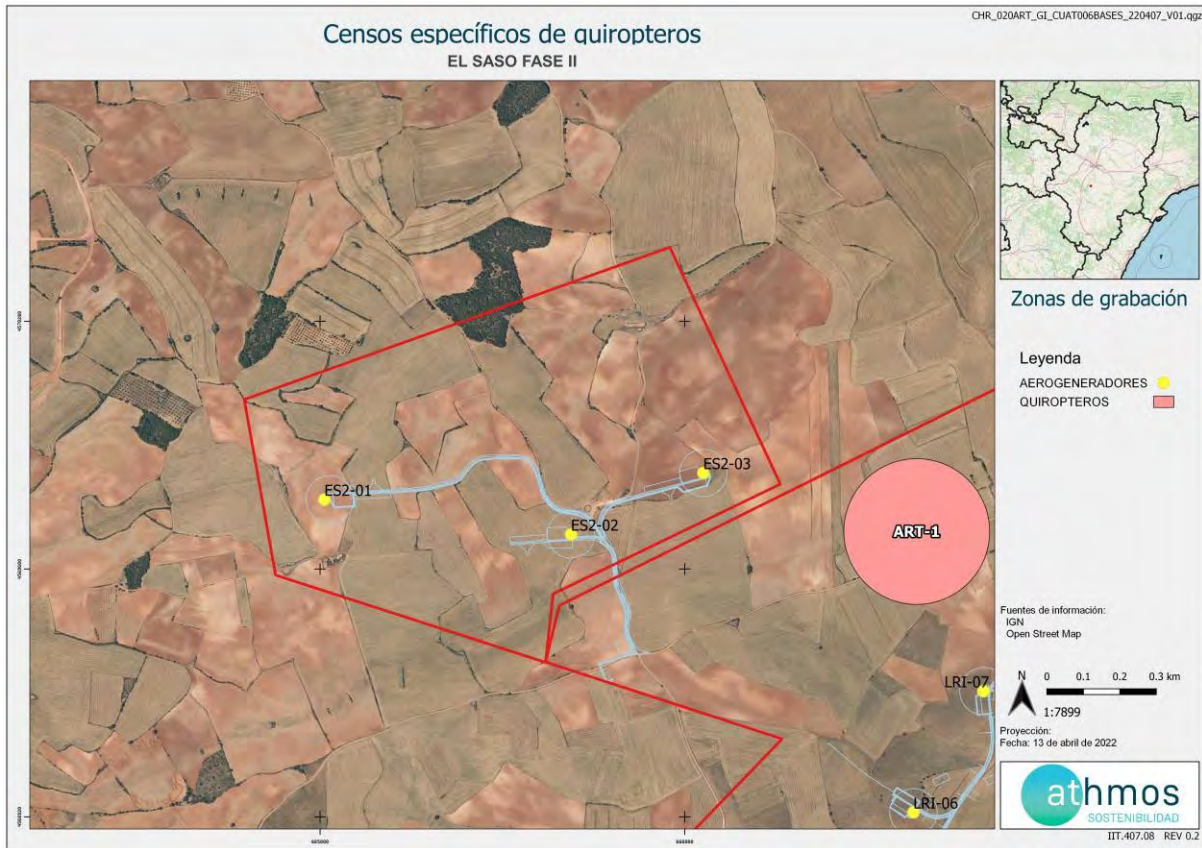 CHR_020ART_GI_CUAT006BASES_220407_V01.qgz
Censos específicos de quiropteros
EL SASO FASE II
Zonas de grabación
Leyenda
AEROGENERADORES
QUIROPTEROS
ES2-01
ES2-02
ES2-03
ART-1
LRI-07
LRI-06
Fuentes de información:
IGN
Open Street Map
N
0 0.1 0.2 0.3 km
1:7899
Proyección:
Fecha: 13 de abril de 2022
athmos
SOSTENIBILIDAD
IIT.407.08 REV 0.2